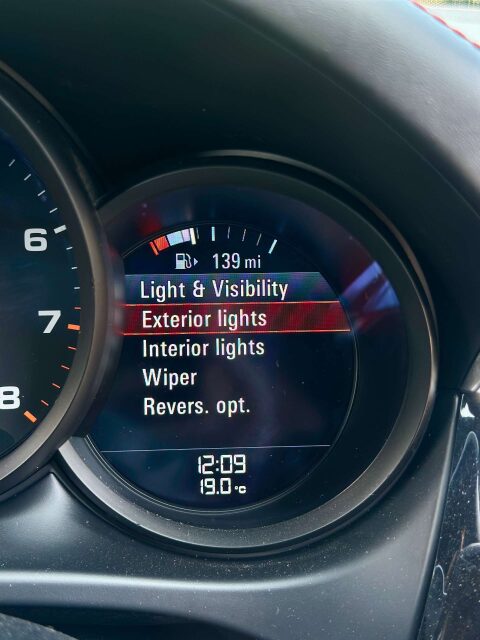 139 mi
Light & Visibility
6
Exterior lights
7
Interior lights
Wiper
8
Revers. opt.
12:09
19.0 °C